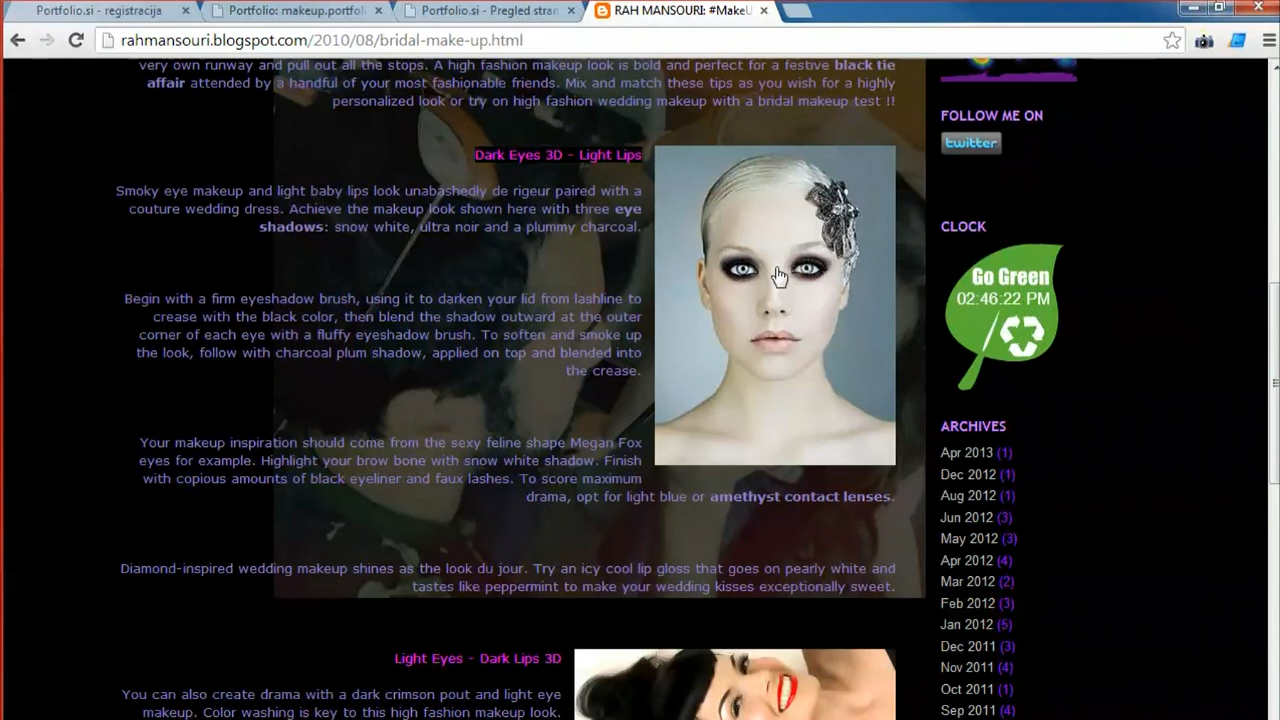 Portfolio.si - registracija
Portfolio: makeup.portfol
Portfolio.si - Pregled stran
RAH MANSOURI: #MakeU
rahmansouri.blogspot.com/2010/08/bridal-make-up.html
very own runway and pull out all the stops. A high fashion makeup look is bold and perfect for a festive black tie
affair attended by a handful of your most fashionable friends. Mix and match these tips as you wish for a highly
personalized look or try on high fashion wedding makeup with a bridal makeup test !!
Dark Eyes 3D - Light Lips
Smoky eye makeup and light baby lips look unabashedly de rigeur paired with a
couture wedding dress. Achieve the makeup look shown here with three eye
shadows: snow white, ultra noir and a plummy charcoal.
Begin with a firm eyeshadow brush, using it to darken your lid from lashline to
crease with the black color, then blend the shadow outward at the outer
corner of each eye with a fluffy eyeshadow brush. To soften and smoke up
the look, follow with charcoal plum shadow, applied on top and blended into
the crease.
Your makeup inspiration should come from the sexy feline shape Megan Fox
eyes for example. Highlight your brow bone with snow white shadow. Finish
with copious amounts of black eyeliner and faux lashes. To score maximum
drama, opt for light blue or amethyst contact lenses.
Diamond-inspired wedding makeup shines as the look du jour. Try an icy cool lip gloss that goes on pearly white and
tastes like peppermint to make your wedding kisses exceptionally sweet.
Light Eyes - Dark Lips 3D
You can also create drama with a dark crimson pout and light eye
makeup. Color washing is key to this high fashion makeup look.
FOLLOW ME ON
twitter
CLOCK
Go Green
02:46:22 PM
ARCHIVES
Apr 2013 (1)
Dec 2012 (1)
Aug 2012 (1)
Jun 2012 (3)
May 2012 (3)
Apr 2012 (4)
Mar 2012 (2)
Feb 2012 (3)
Jan 2012 (5)
Dec 2011 (3)
Nov 2011 (4)
Oct 2011 (1)
Sep 2011 (4)